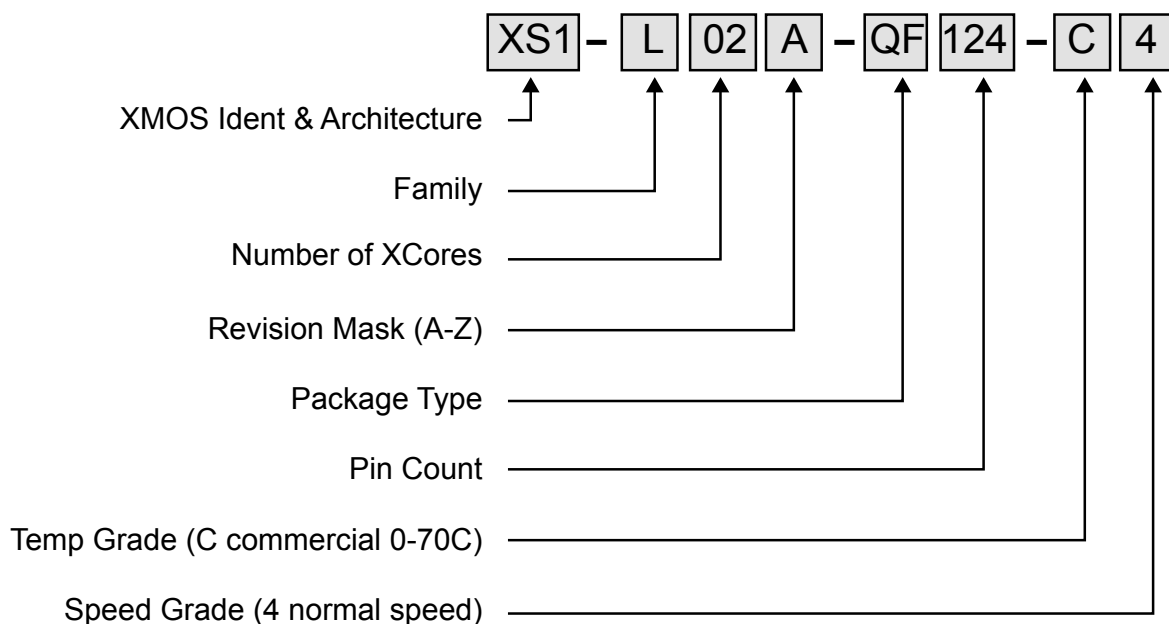 XS1 – L 02 A – QF 124 – C 4
XMOS Ident & Architecture
Family
Number of XCores
Revision Mask (A-Z)
Package Type
Pin Count
Temp Grade (C commercial 0-70C)
Speed Grade (4 normal speed)